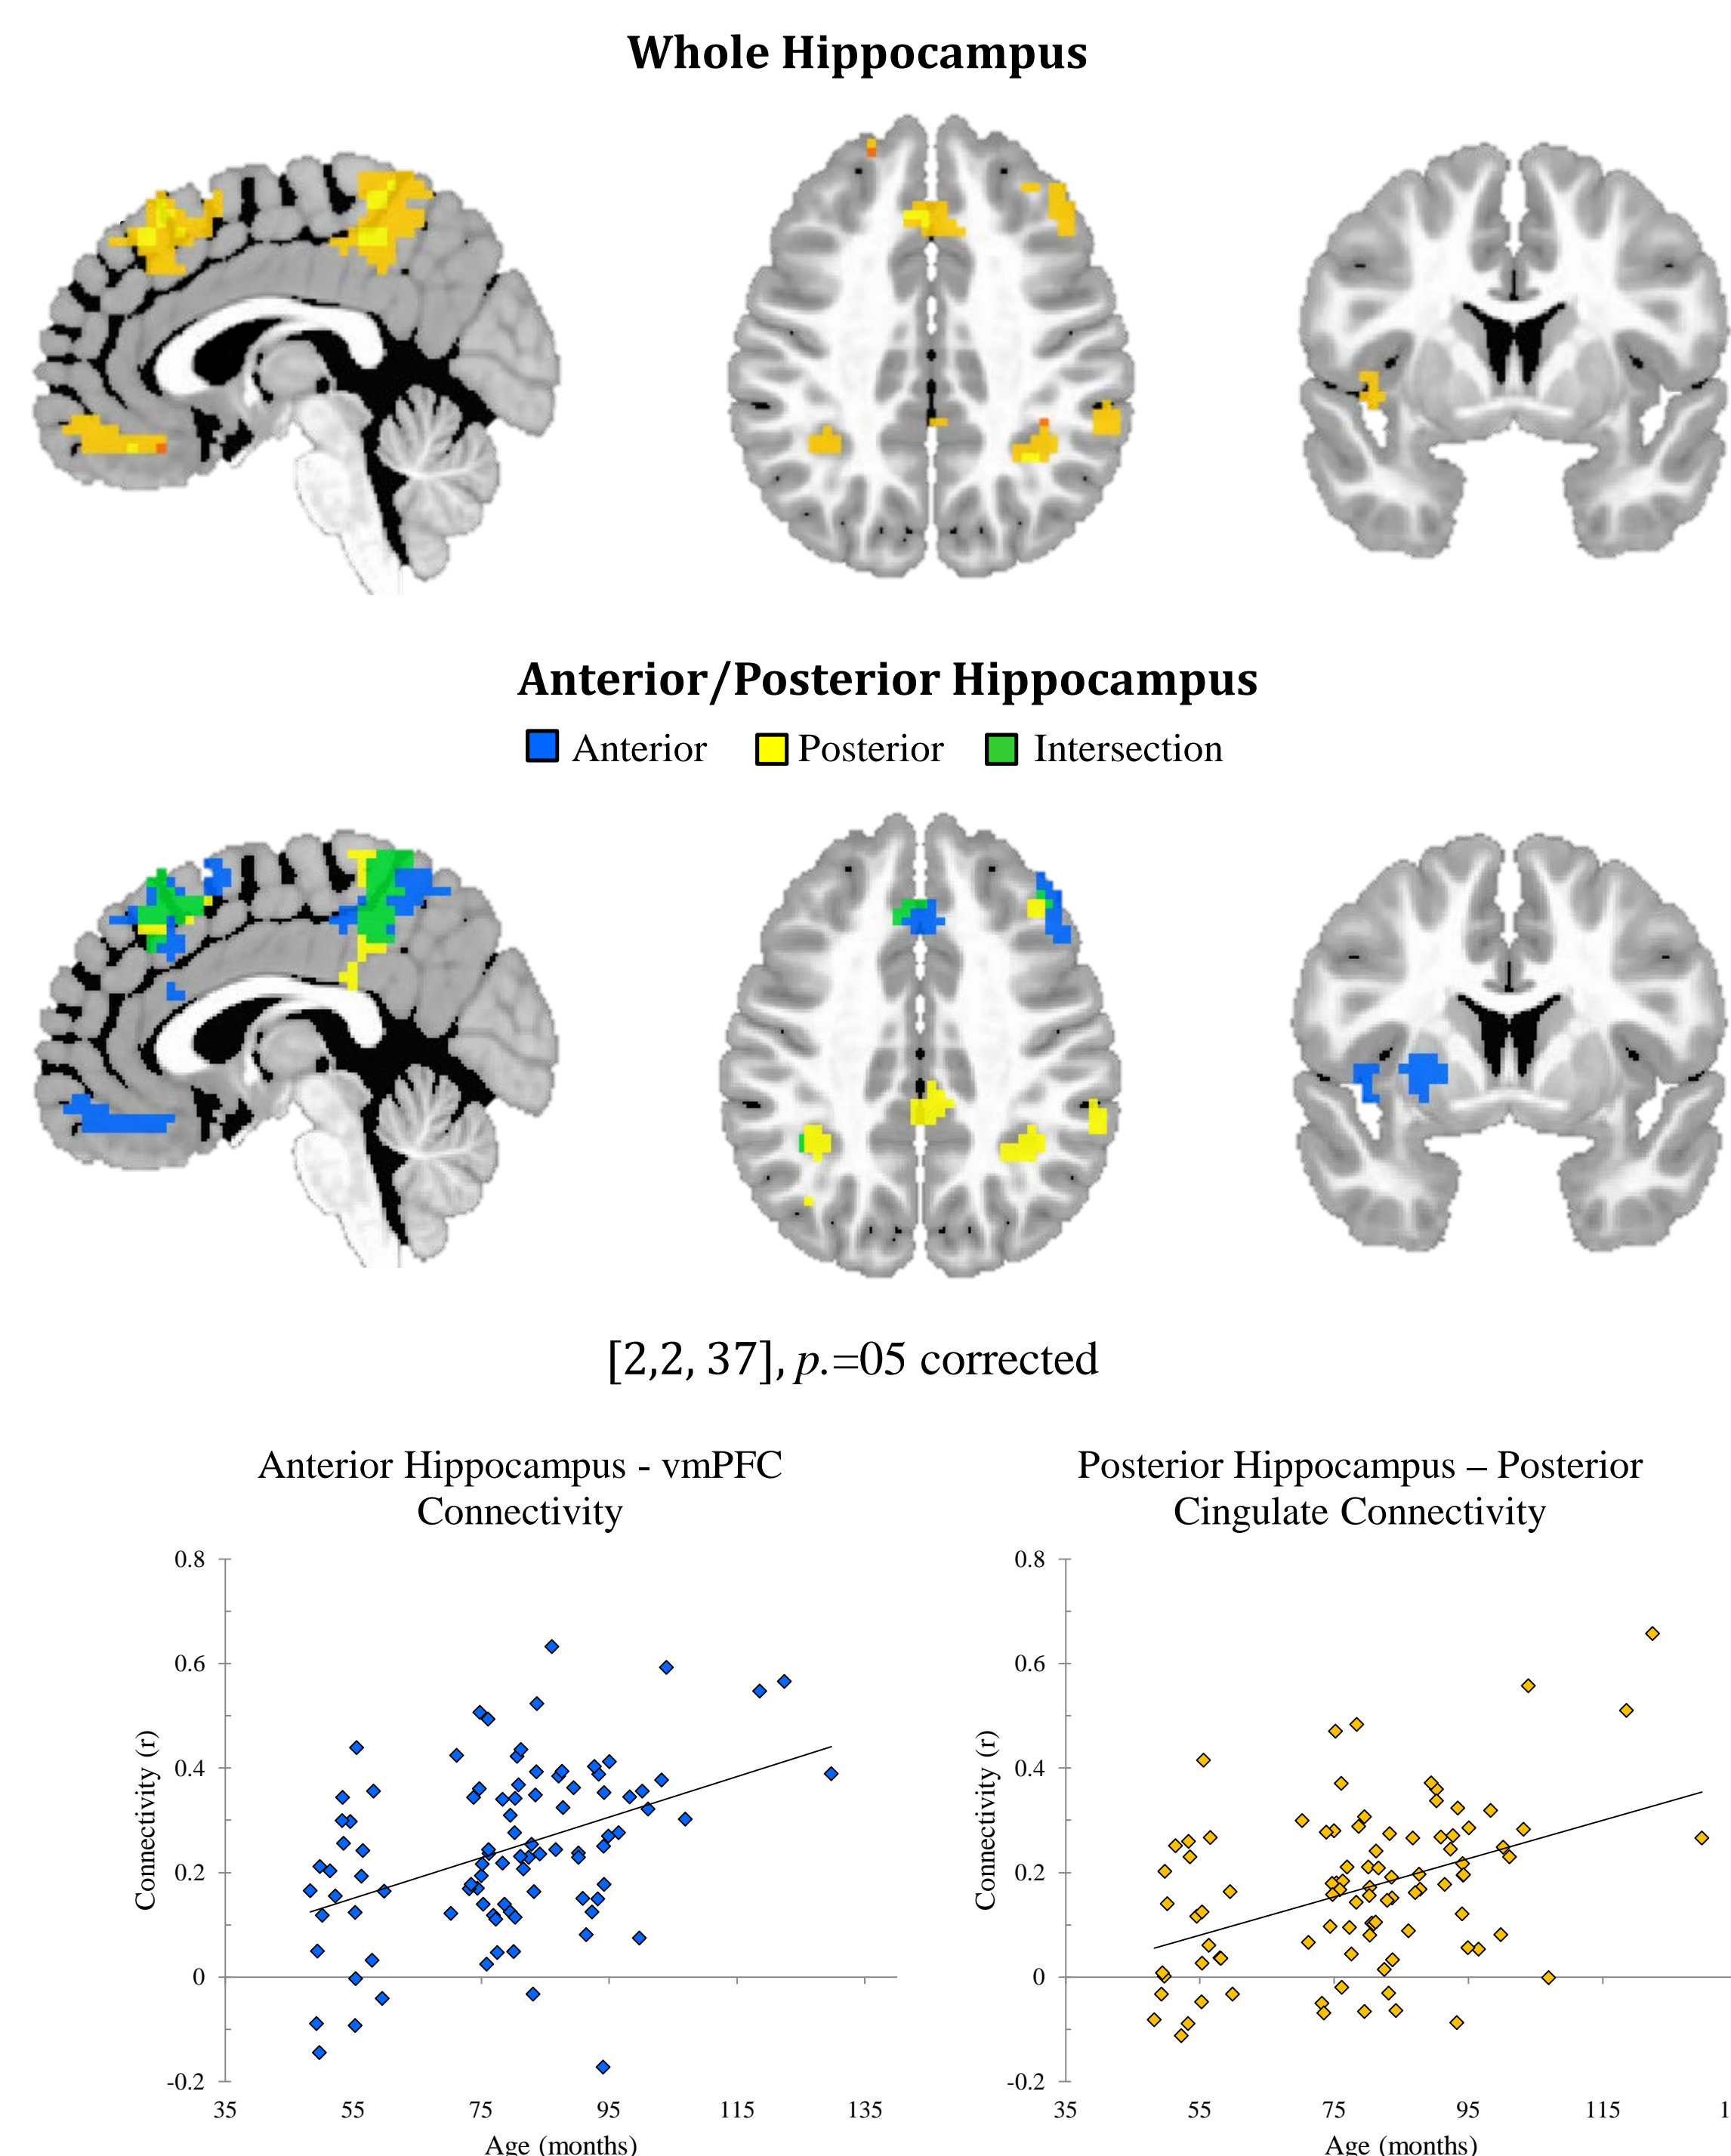 Whole Hippocampus
Anterior/Posterior Hippocampus
Anterior Posterior Intersection
[2,2, 37], p.=05 corrected
Anterior Hippocampus - vmPFC
Connectivity
0.8
0.6
0.4
0.2
0
-0.2
Connectivity (r)
35 55 75 95 115 135
Age (months)
Posterior Hippocampus – Posterior
Cingulate Connectivity
0.8
0.6
0.4
0.2
0
-0.2
Connectivity (r)
35 55 75 95 115 1
Age (months)